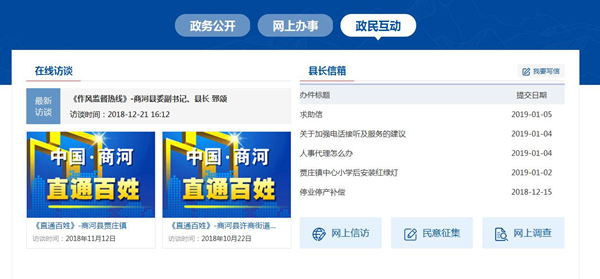 政务公开 网上办事 政民互动
在线访谈
最新访谈
《作风监督热线》-商河县委副书记、县长 郅颂
访谈时间：2018-12-21 16:12
中国·商河
直通百姓
《直通百姓》-商河县贾庄镇
访谈时间：2018年11月12日
中国·商河
直通百姓
《直通百姓》-商河县许商街道...
访谈时间：2018年10月22日
县长信箱 我要写信
办件标题 提交日期
求助信 2019-01-05
关于加强电话接听及服务的建议 2019-01-04
人事代理怎么办 2019-01-04
贾庄镇中心小学后安装红绿灯 2019-01-02
停业停产补偿 2018-12-15
网上信访 民意征集 网上调查